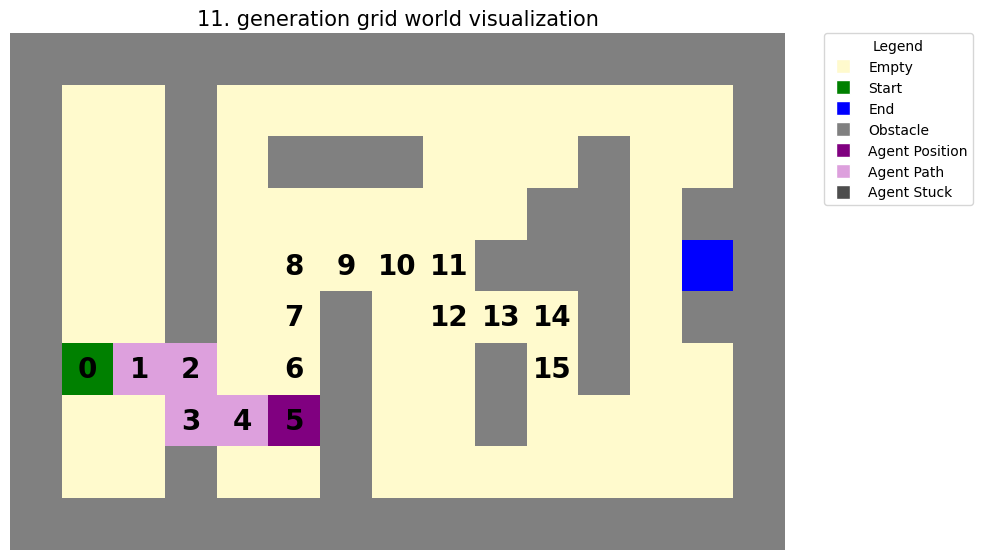 11. generation grid world visualization
Legend
Empty
Start
End
Obstacle
Agent Position
Agent Path
Agent Stuck
8 9 10 11
7 12 13 14
0 1 2 6 15
3 4 5